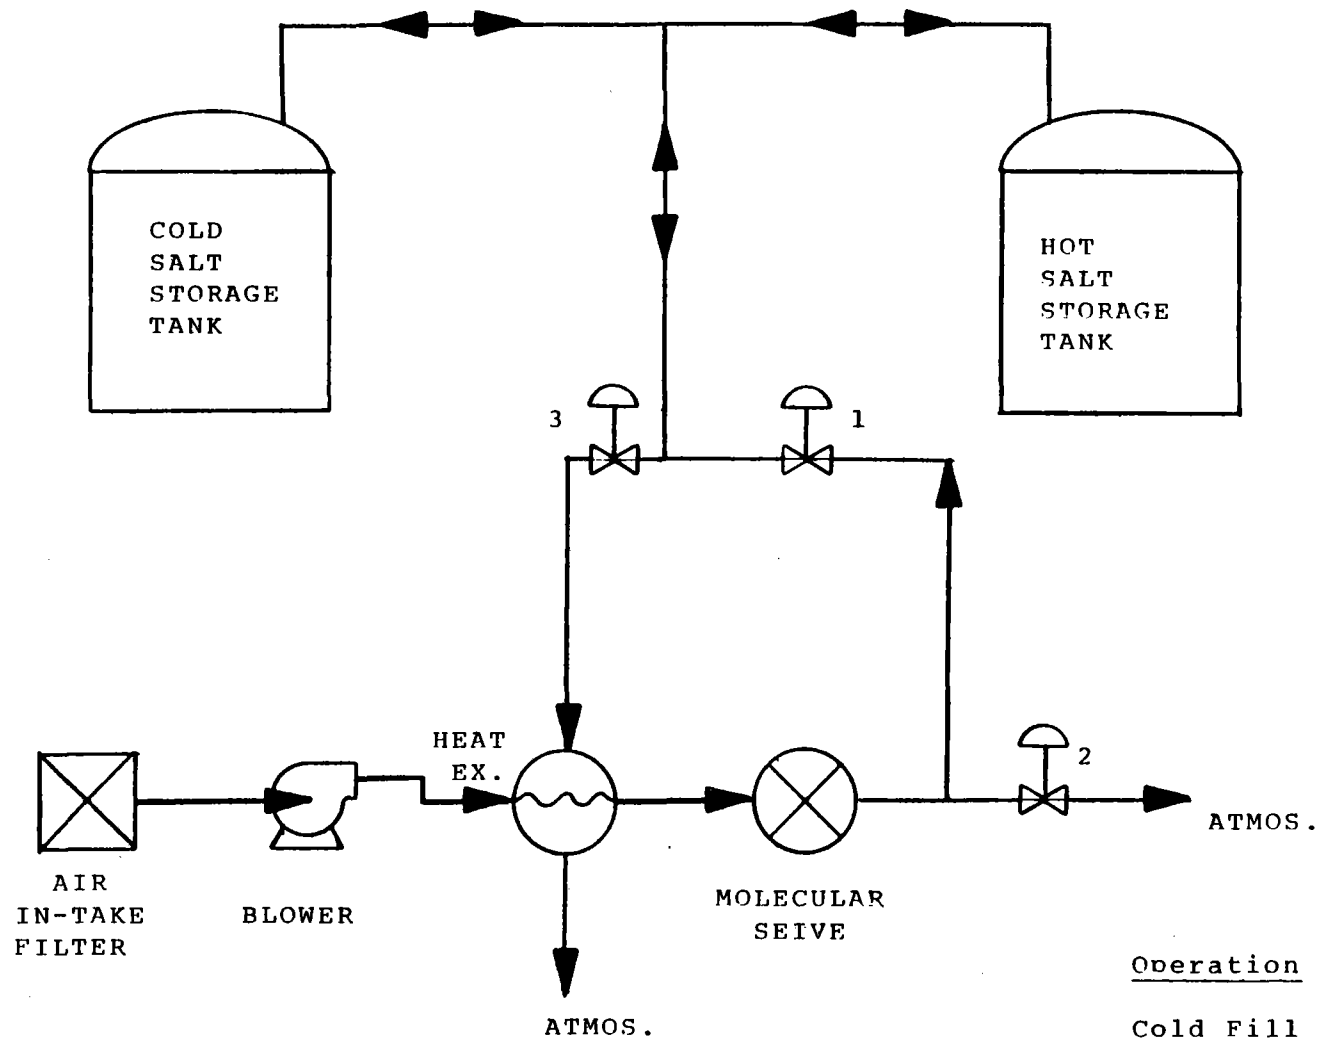 COLD
SALT
STORAGE
TANK
HOT
SALT
STORAGE
TANK
3
1
HEAT
EX.
2
ATMOS.
AIR
IN-TAKE
FILTER
BLOWER
MOLECULAR
SEIVE
ATMOS.
Operation
Cold Fill